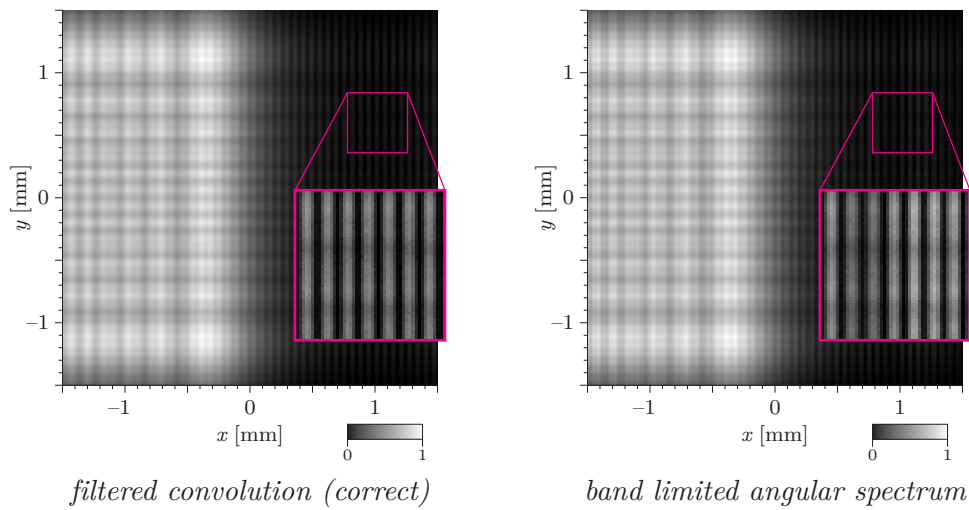 1
0
–1
y [mm]
–1
0
1
x [mm]
0
1
filtered convolution (correct)
1
0
–1
y [mm]
–1
0
1
x [mm]
0
1
band limited angular spectrum